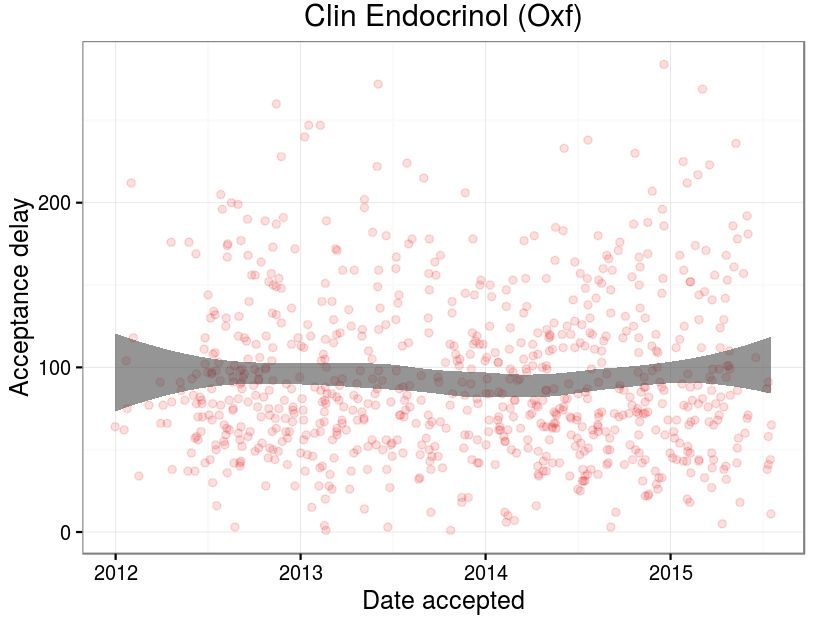 Clin Endocrinol (Oxf)
Acceptance delay
200
100
0
2012 2013 2014 2015
Date accepted